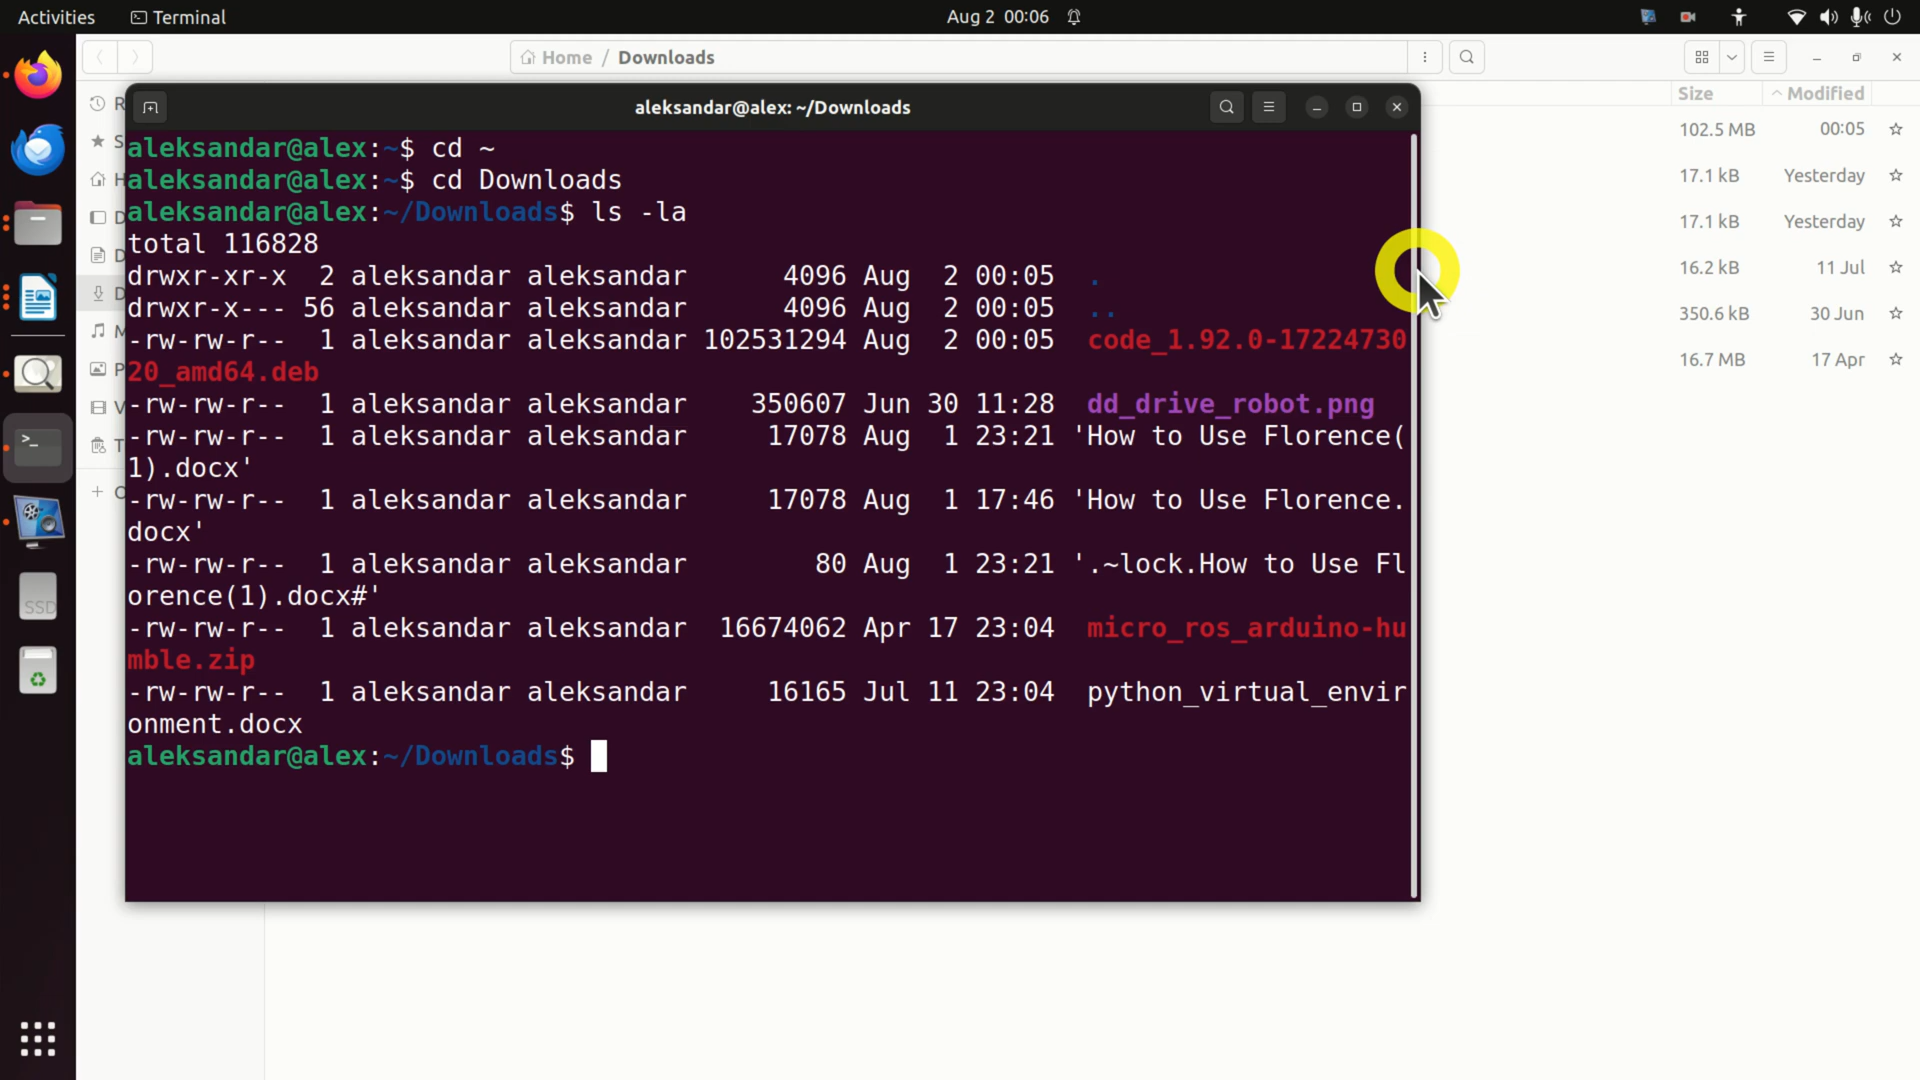 Activities Terminal Aug 2 00:06
Home / Downloads
Size Modified
aleksandar@alex: ~/Downloads
102.5 MB 00:05
17.1 kB Yesterday
17.1 kB Yesterday
16.2 kB 11 Jul
350.6 kB 30 Jun
16.7 MB 17 Apr
aleksandar@alex:~$ cd ~
aleksandar@alex:~$ cd Downloads
aleksandar@alex:~/Downloads$ ls -la
total 116828
drwxr-xr-x  2 aleksandar aleksandar      4096 Aug  2 00:05  .
drwxr-x--- 56 aleksandar aleksandar      4096 Aug  2 00:05  ..
-rw-rw-r--  1 aleksandar aleksandar 102531294 Aug  2 00:05  code_1.92.0-17224730
20_amd64.deb
-rw-rw-r--  1 aleksandar aleksandar    350607 Jun 30 11:28  dd_drive_robot.png
-rw-rw-r--  1 aleksandar aleksandar     17078 Aug  1 23:21 'How to Use Florence(
1).docx'
-rw-rw-r--  1 aleksandar aleksandar     17078 Aug  1 17:46 'How to Use Florence.
docx'
-rw-rw-r--  1 aleksandar aleksandar        80 Aug  1 23:21 '.~lock.How to Use Fl
orence(1).docx#'
-rw-rw-r--  1 aleksandar aleksandar  16674062 Apr 17 23:04  micro_ros_arduino-hu
mble.zip
-rw-rw-r--  1 aleksandar aleksandar     16165 Jul 11 23:04  python_virtual_envir
onment.docx
aleksandar@alex:~/Downloads$
SSD